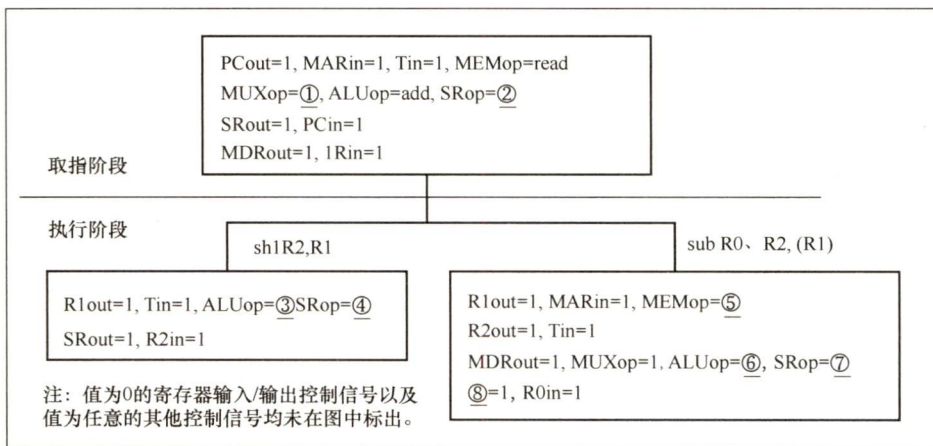 PCout=1, MARin=1, Tin=1, MEMop=read
MUXop=①, ALUop=add, SRop=②
SRout=1, PCin=1
MDRout=1, 1Rin=1
取指阶段
执行阶段
sh1R2,R1
sub R0、R2, (R1)
R1out=1, Tin=1, ALUop=③SRop=④
SRout=1, R2in=1
R1out=1, MARin=1, MEMop=⑤
R2out=1, Tin=1
MDRout=1, MUXop=1, ALUop=⑥, SRop=⑦
⑧=1, R0in=1
注：值为0的寄存器输入/输出控制信号以及
值为任意的其他控制信号均未在图中标出。